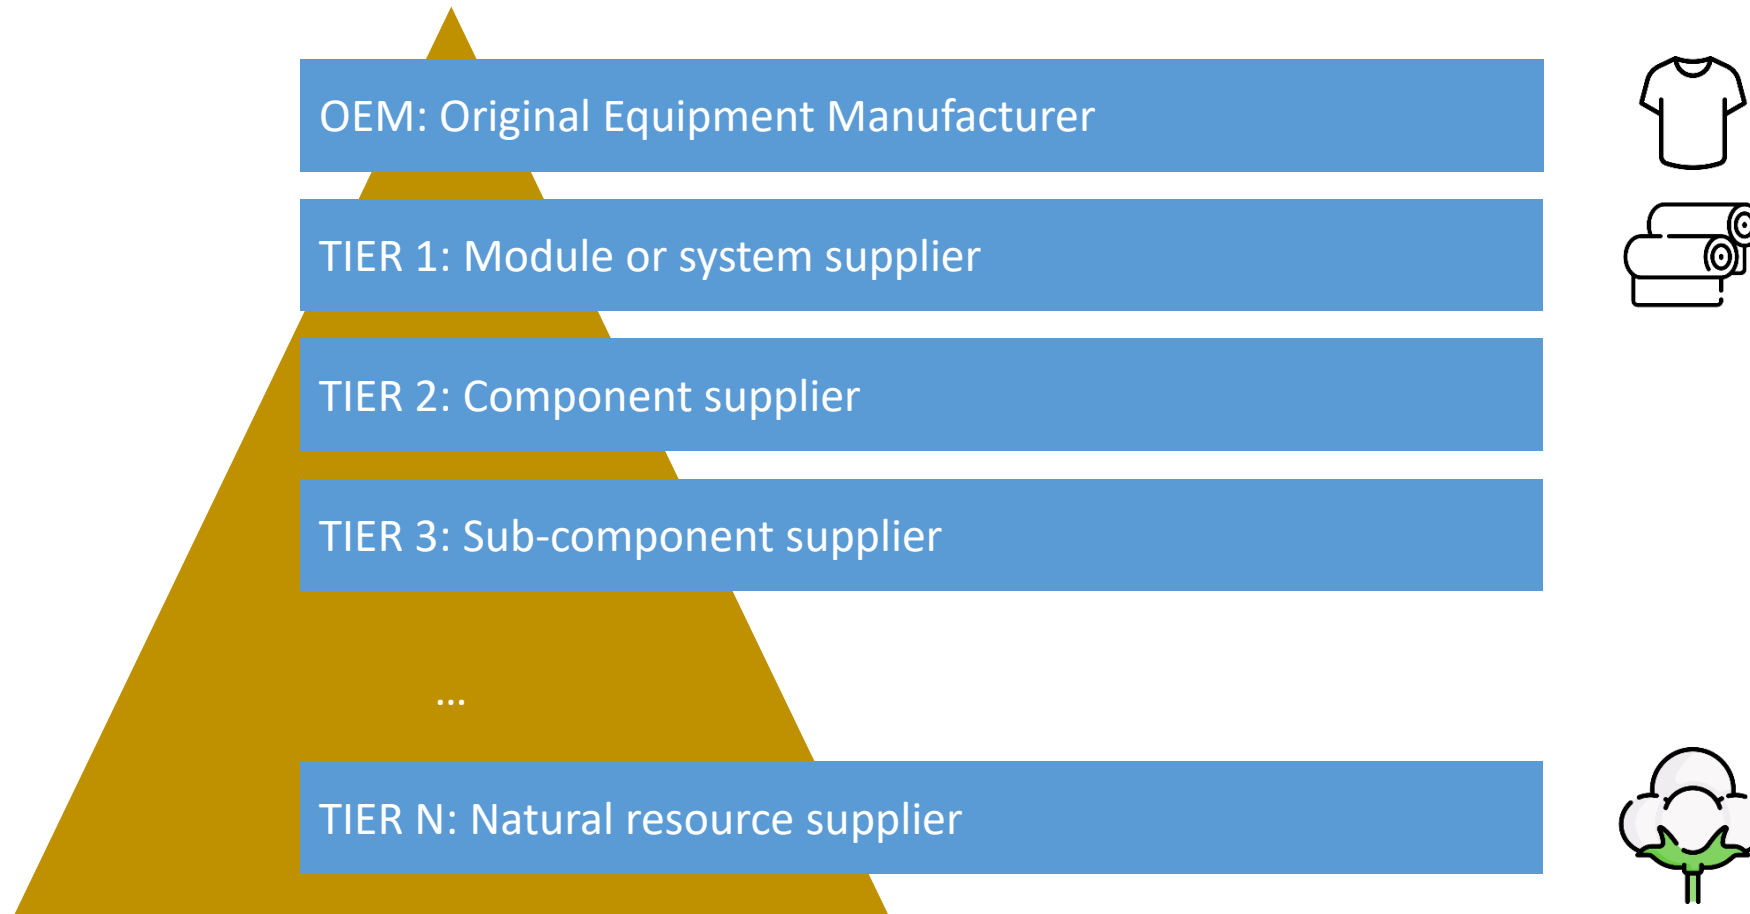 OEM: Original Equipment Manufacturer
TIER 1: Module or system supplier
TIER 2: Component supplier
TIER 3: Sub-component supplier
...
TIER N: Natural resource supplier